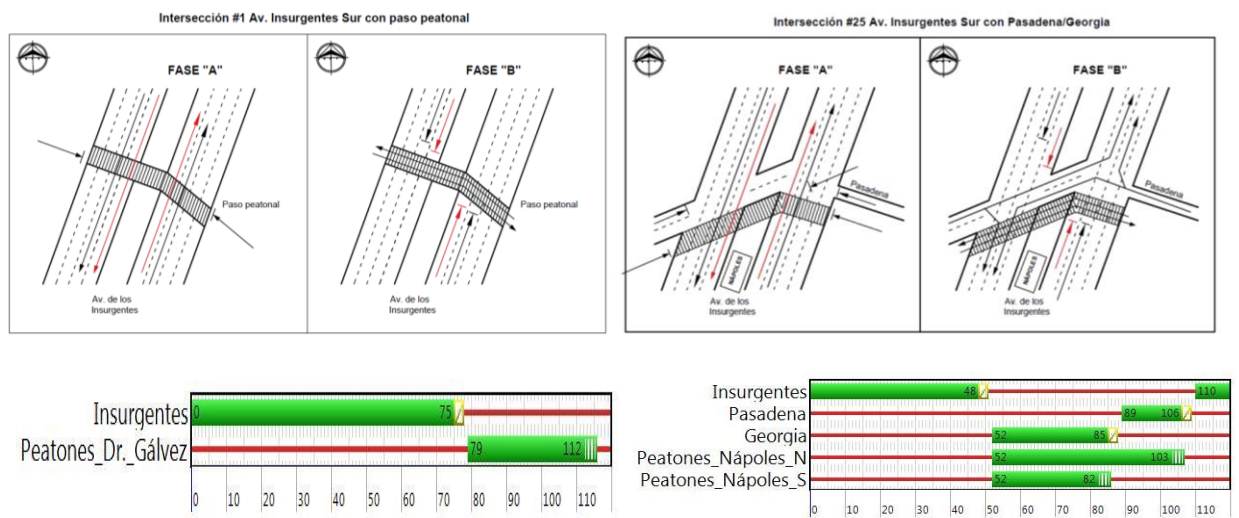 Intersección #1 Av. Insurgentes Sur con paso peatonal
FASE "A"
FASE "B"
Paso peatonal
Paso peatonal
Av. de los
Insurgentes
Av. de los
Insurgentes
Intersección #25 Av. Insurgentes Sur con Pasadena/Georgia
FASE "A"
FASE "B"
Pasadena
Pasadena
NÁPOLES
NÁPOLES
Av. de los
Insurgentes
Av. de los
Insurgentes
Insurgentes 0 75
Peatones_Dr._Gálvez 79 112
0 10 20 30 40 50 60 70 80 90 100 110
Insurgentes 48 110
Pasadena 89 106
Georgia 52 85
Peatones_Nápoles_N 52 103
Peatones_Nápoles_S 52 82
0 10 20 30 40 50 60 70 80 90 100 110